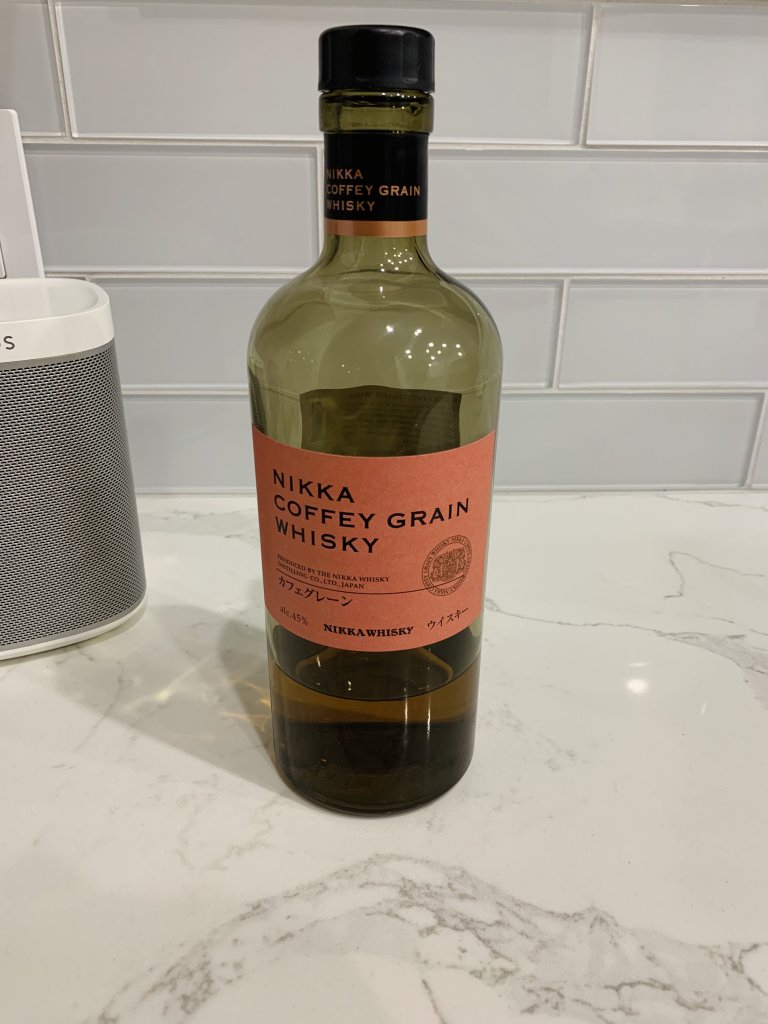 NIKKA
COFFEY GRAIN
WHISKY
NIKKA
COFFEY GRAIN
WHISKY
PRODUCED BY THE NIKKA WHISKY
DISTILLING CO., LTD., JAPAN
カフェグレーン
alc.45%
NIKKA WHISKY
ウイスキー